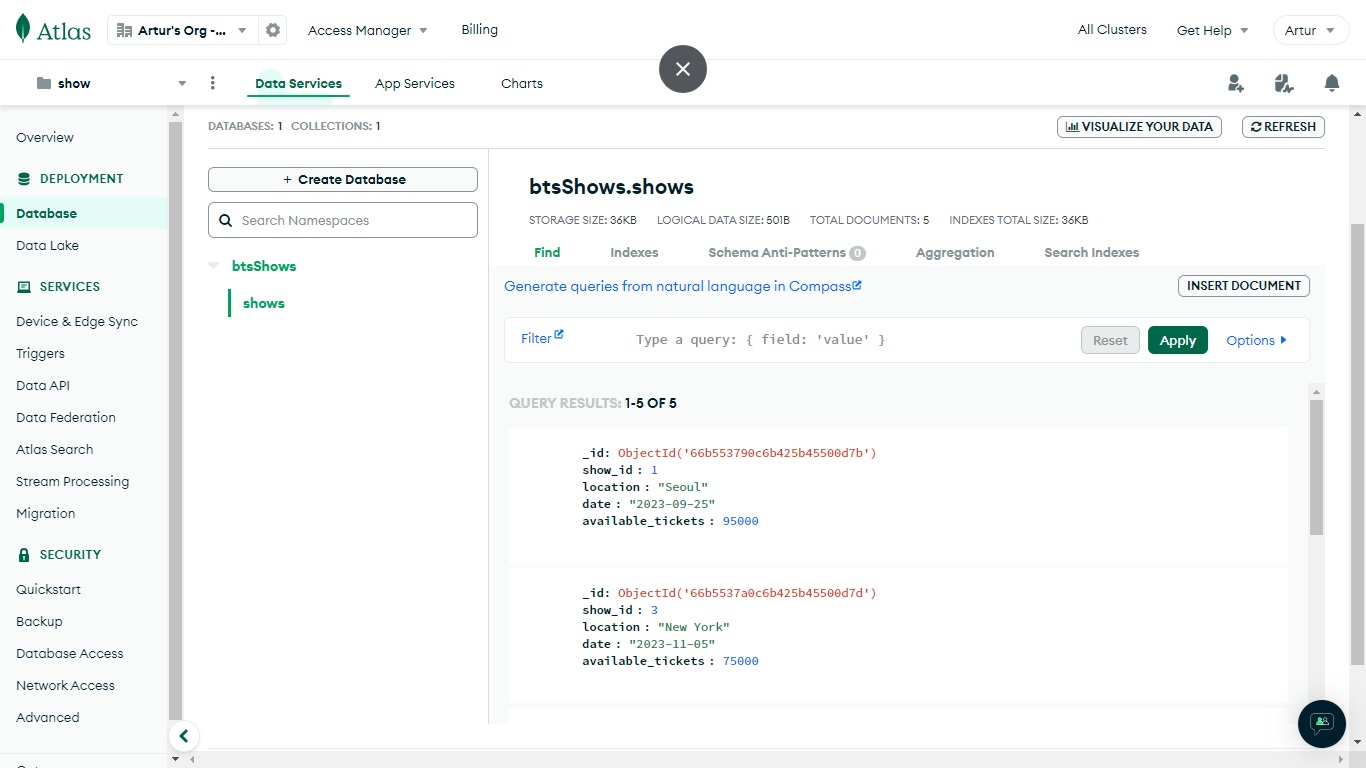 Atlas
Artur's Org -...
Access Manager
Billing
All Clusters
Get Help
Artur
show
Data Services
App Services
Charts
Overview
DEPLOYMENT
Database
Data Lake
SERVICES
Device & Edge Sync
Triggers
Data API
Data Federation
Atlas Search
Stream Processing
Migration
SECURITY
Quickstart
Backup
Database Access
Network Access
Advanced
DATABASES: 1 COLLECTIONS: 1
VISUALIZE YOUR DATA
REFRESH
+ Create Database
Search Namespaces
btsShows
shows
btsShows.shows
STORAGE SIZE: 36KB LOGICAL DATA SIZE: 501B TOTAL DOCUMENTS: 5 INDEXES TOTAL SIZE: 36KB
Find Indexes Schema Anti-Patterns 0 Aggregation Search Indexes
Generate queries from natural language in Compass
INSERT DOCUMENT
Filter
Type a query: { field: 'value' }
Reset
Apply
Options
QUERY RESULTS: 1-5 OF 5
_id: ObjectId('66b553790c6b425b45500d7b')
show_id : 1
location : "Seoul"
date : "2023-09-25"
available_tickets : 95000
_id: ObjectId('66b5537a0c6b425b45500d7d')
show_id : 3
location : "New York"
date : "2023-11-05"
available_tickets : 75000